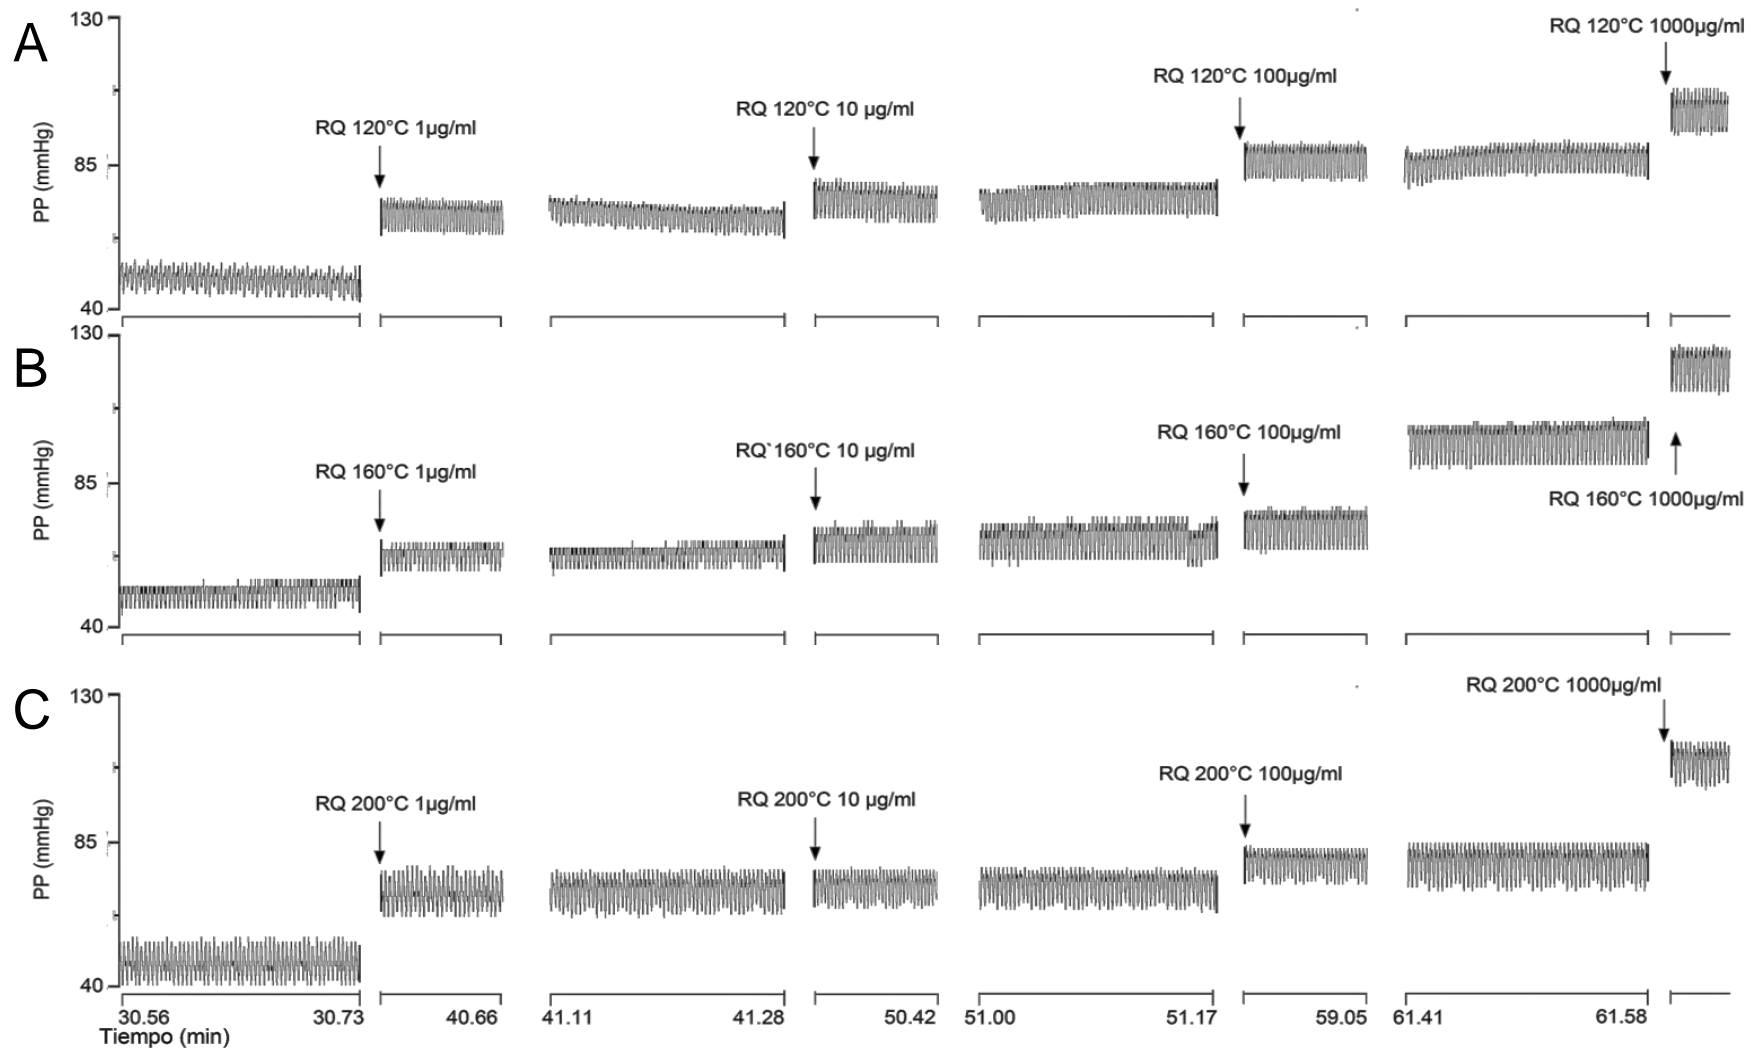 A
130
RQ 120°C 1000µg/ml
RQ 120°C 100µg/ml
RQ 120°C 10 µg/ml
RQ 120°C 1µg/ml
85
PP (mmHg)
40
B
130
RQ 160°C 100µg/ml
RQ`160°C 10 µg/ml
RQ 160°C 1µg/ml
85
PP (mmHg)
RQ 160°C 1000µg/ml
40
C
130
RQ 200°C 1000µg/ml
RQ 200°C 100µg/ml
RQ 200°C 10 µg/ml
RQ 200°C 1µg/ml
85
PP (mmHg)
40
30.56 30.73 40.66 41.11 41.28 50.42 51.00 51.17 59.05 61.41 61.58
Tiempo (min)